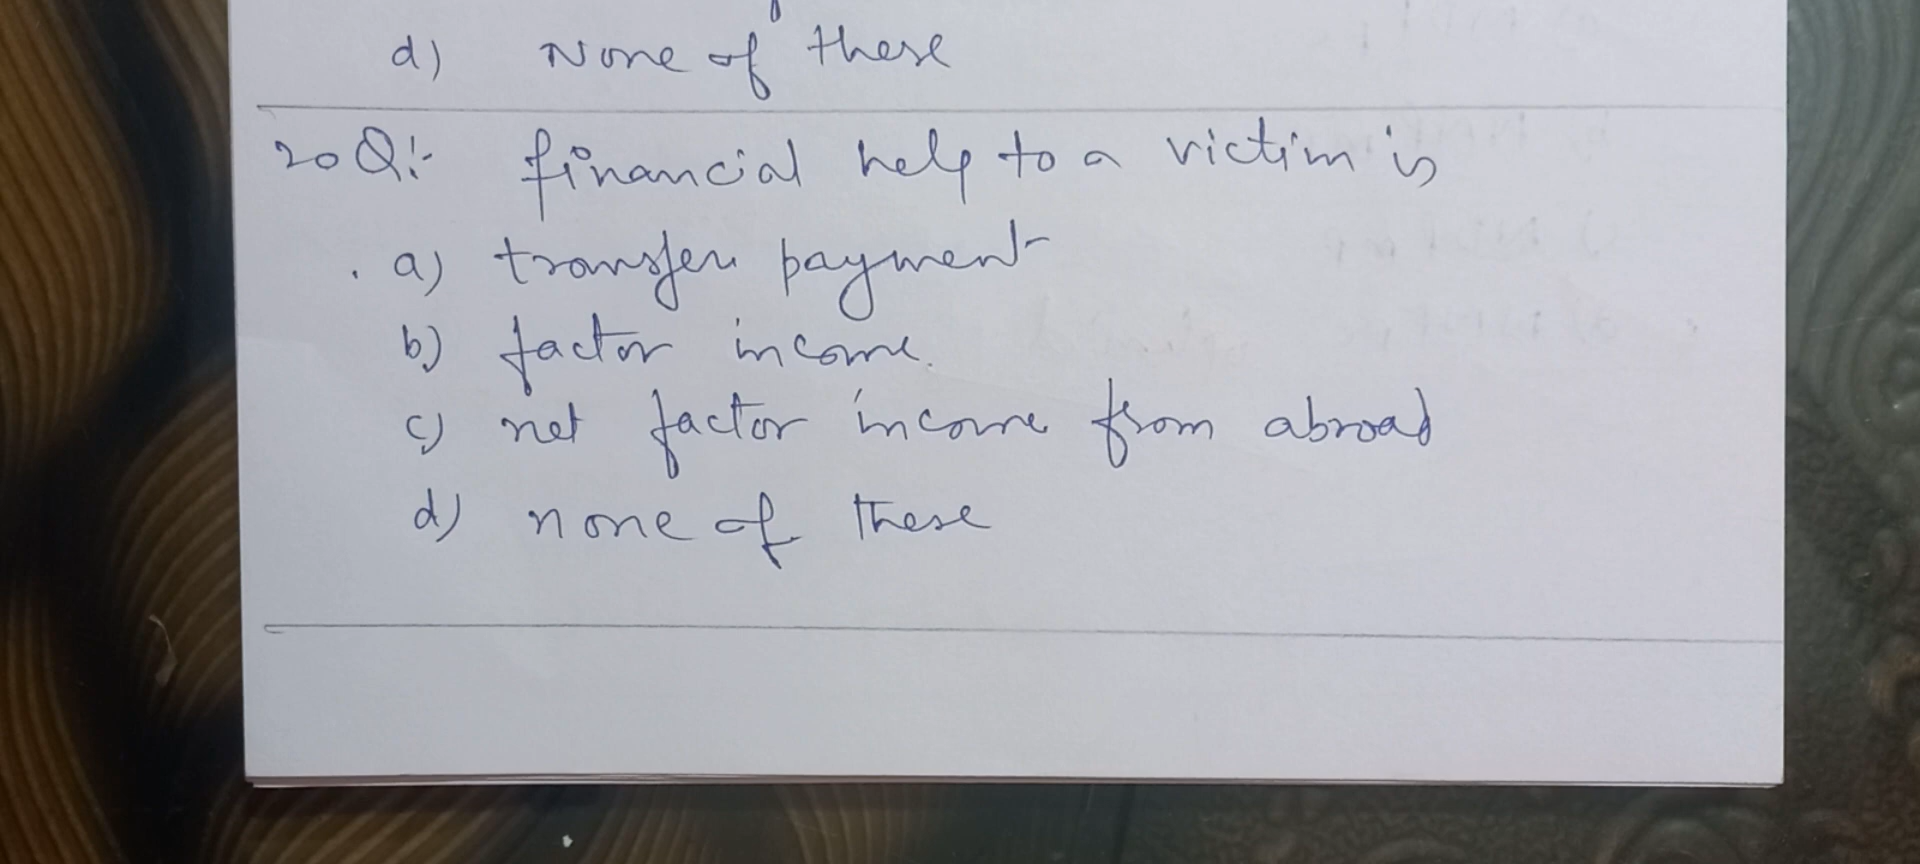 d) None of these
20Q:- financial help to a victim is
a) transfer payment
b) factor income.
c) net factor income from abroad
d) none of these